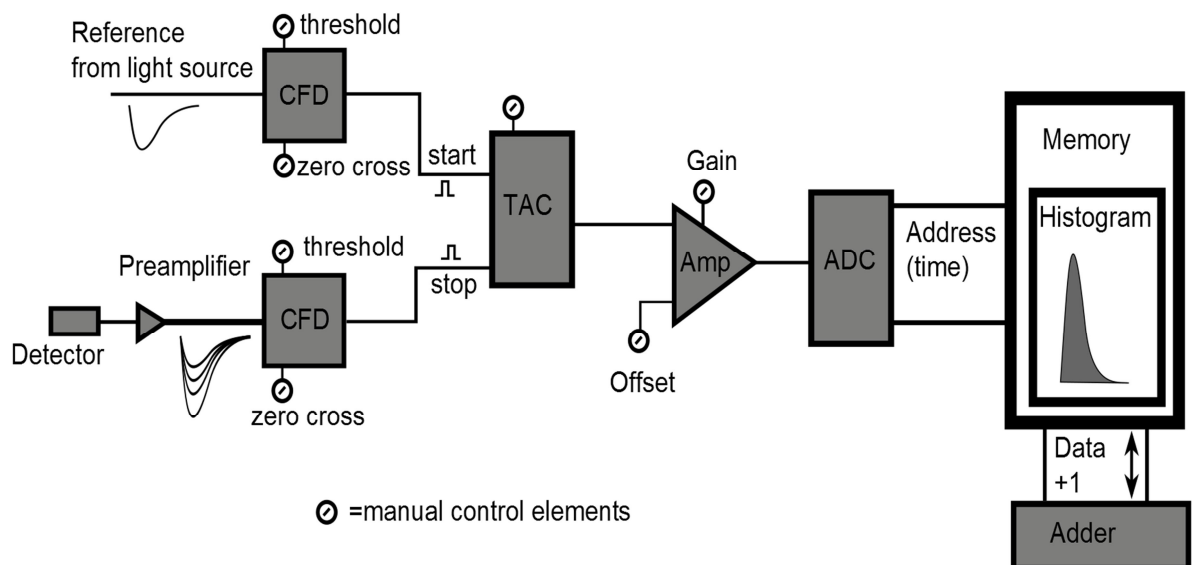 Reference
from light source
threshold
CFD
zero cross
start
TAC
stop
Preamplifier
threshold
Detector
CFD
zero cross
Gain
Amp
Offset
ADC
Address
(time)
Memory
Histogram
Data
+1
Adder
=manual control elements